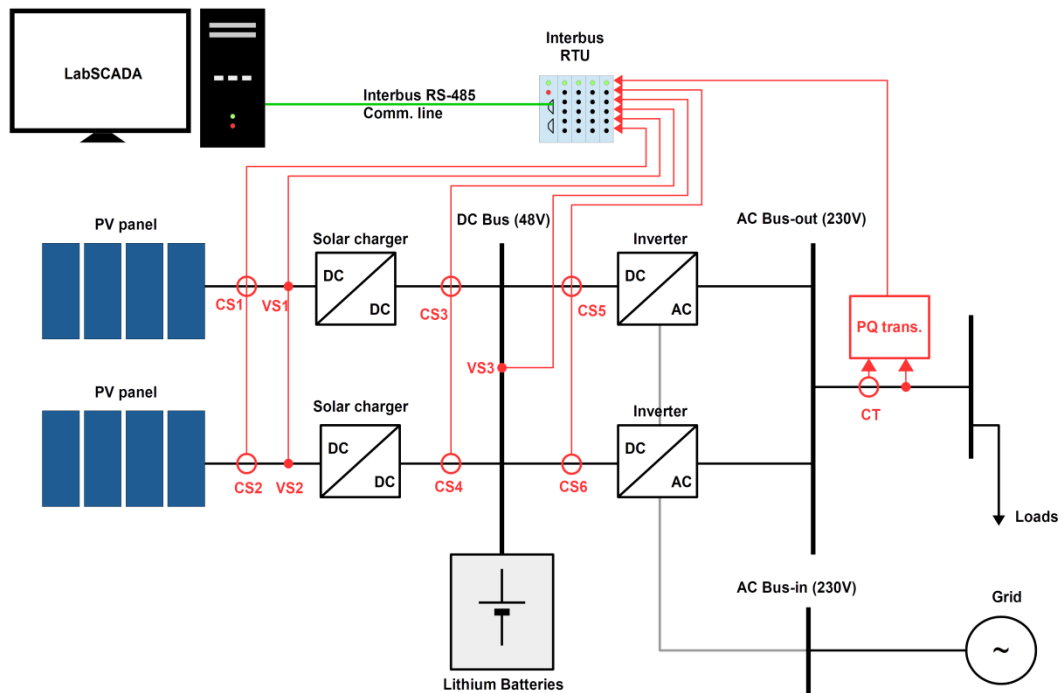 LabSCADA
Interbus
RTU
Interbus RS-485
Comm. line
PV panel
Solar charger
DC Bus (48V)
Inverter
AC Bus-out (230V)
DC
DC
DC
AC
CS1
VS1
CS3
CS5
PQ trans.
VS3
CT
PV panel
Solar charger
Inverter
DC
DC
DC
AC
CS2
VS2
CS4
CS6
Loads
AC Bus-in (230V)
Grid
~
Lithium Batteries